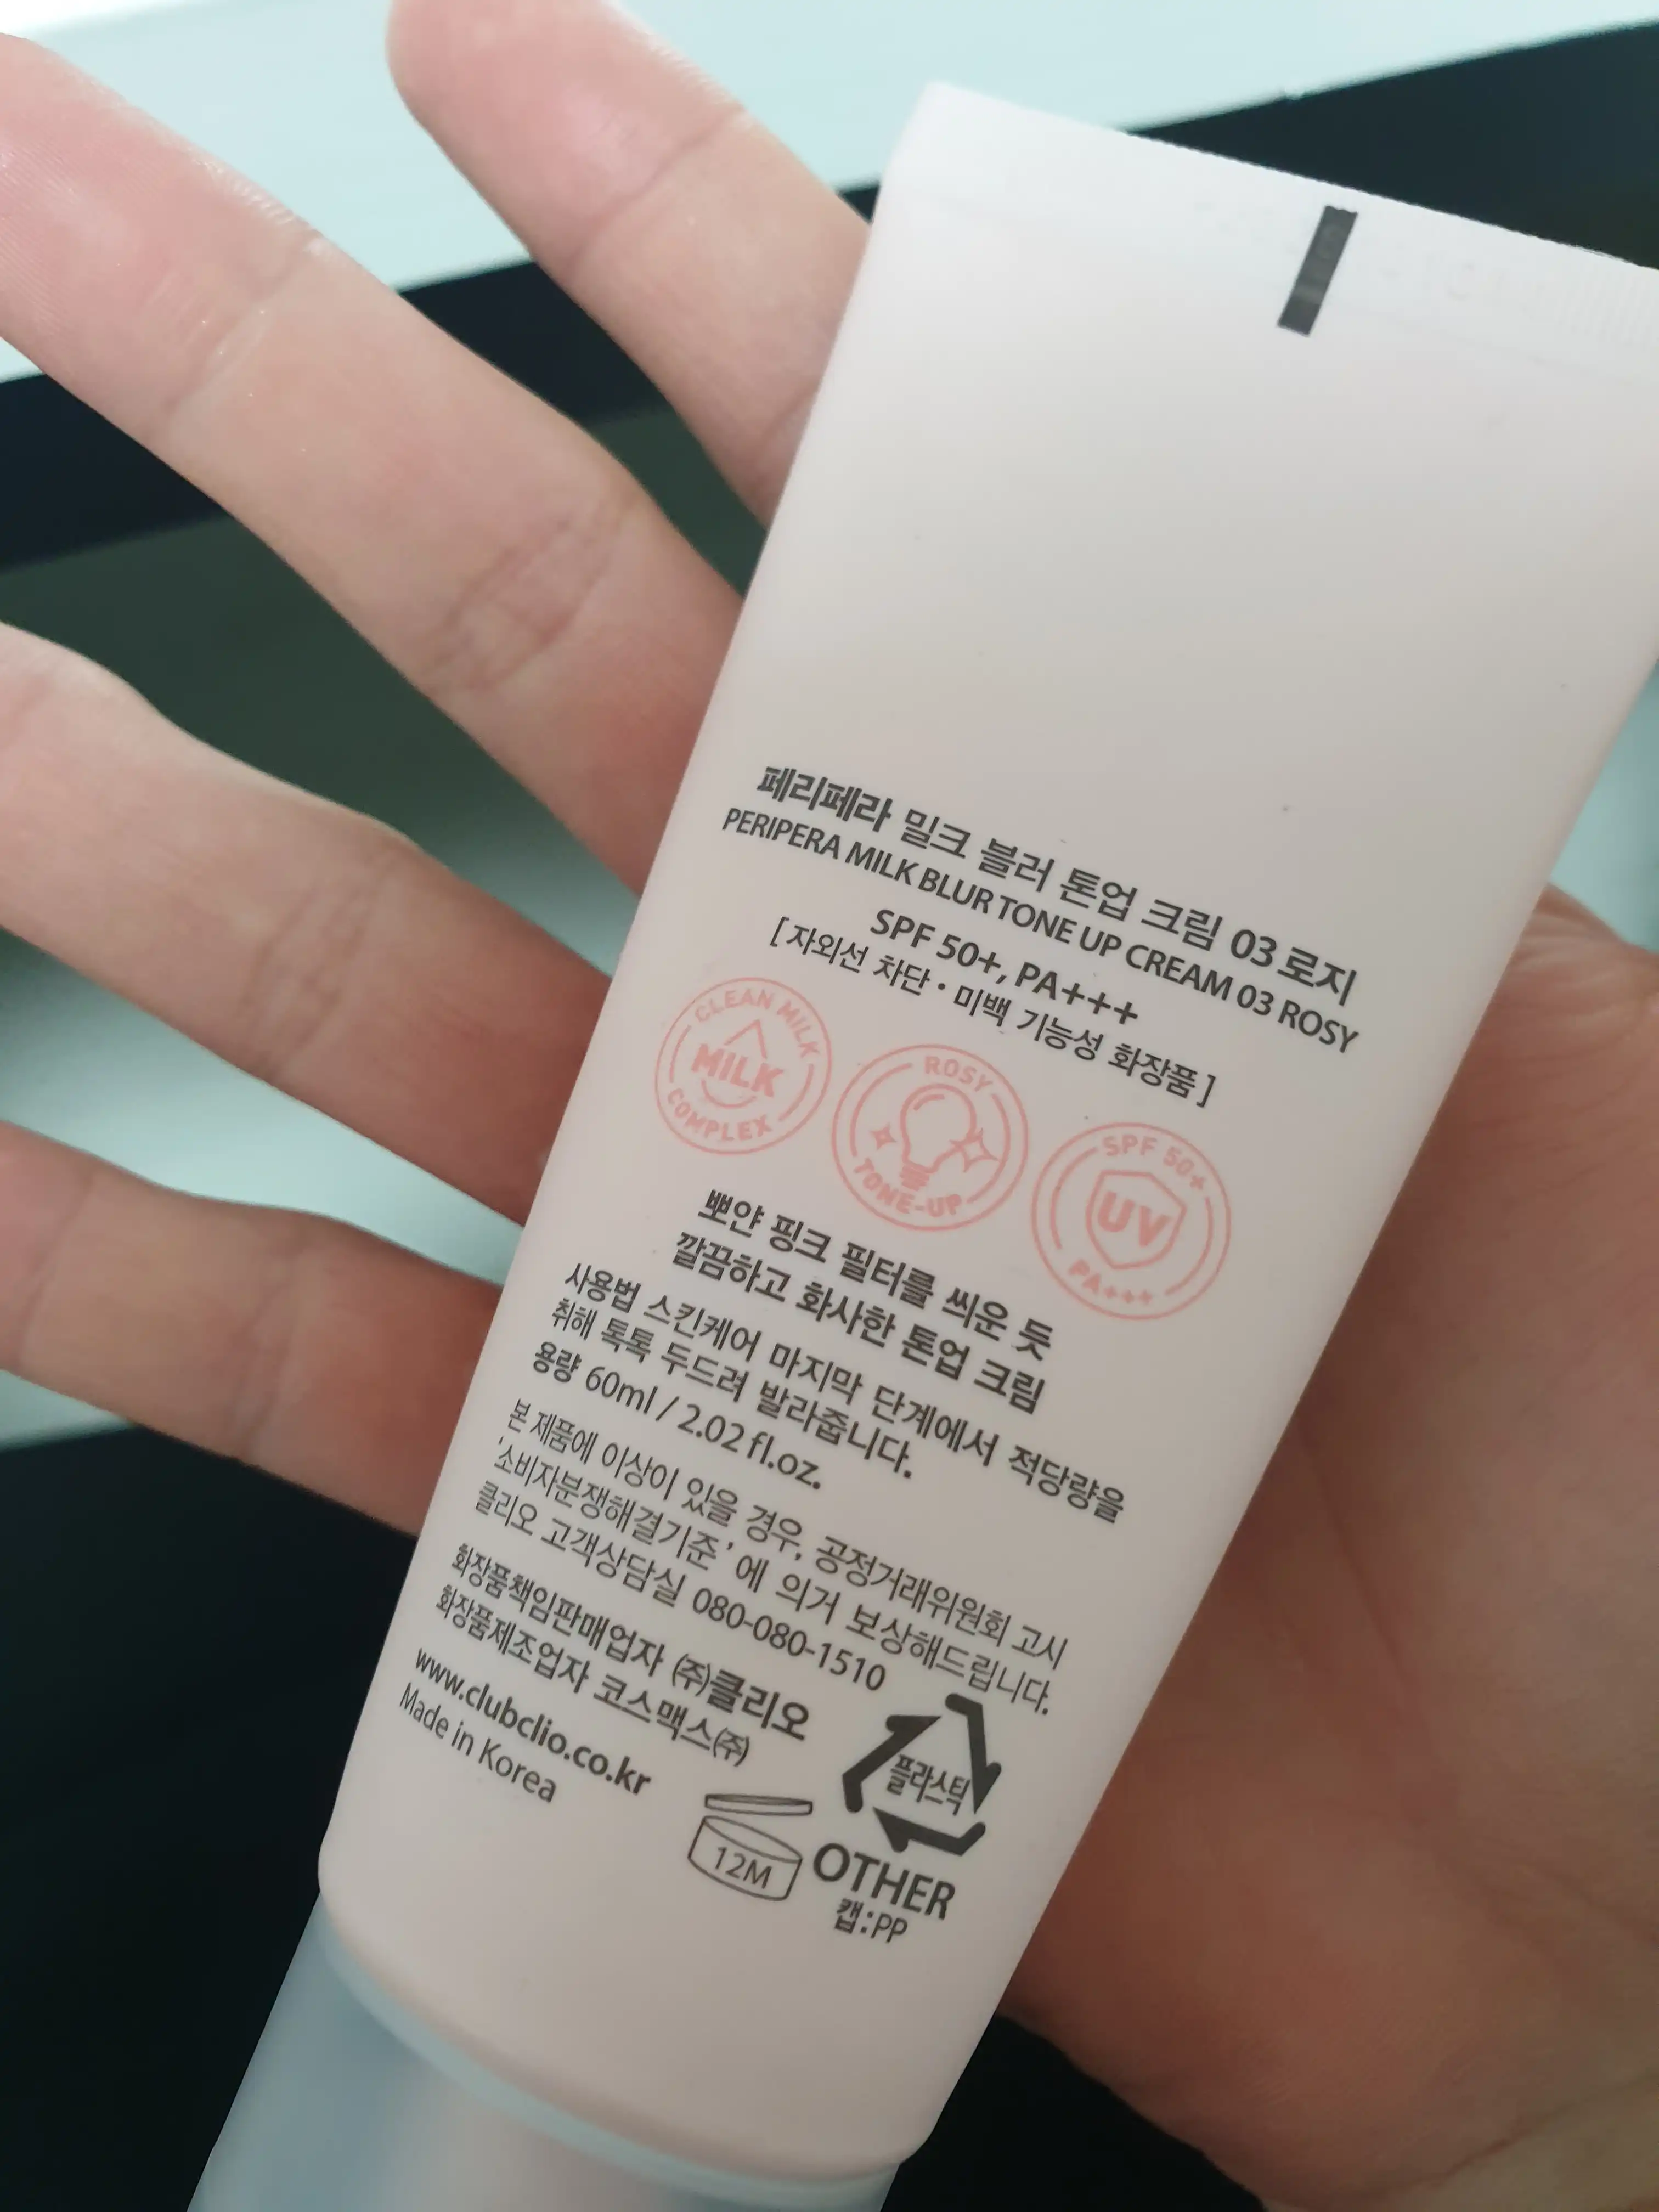 페리페라 밀크 블러 톤업 크림 03 로지
PERIPERA MILK BLUR TONE UP CREAM 03 ROSY
SPF 50+, PA+++
[ 자외선 차단 • 미백 기능성 화장품 ]
CLEAN MILK
MILK
COMPLEX
ROSY
TONE-UP
SPF 50+
UV
PA+++
뽀얀 핑크 필터를 씌운 듯
깔끔하고 화사한 톤업 크림
사용법 스킨케어 마지막 단계에서 적당량을
취해 톡톡 두드려 발라줍니다.
용량 60ml / 2.02 fl.oz.
본 제품에 이상이 있을 경우, 공정거래위원회 고시
'소비자분쟁해결기준' 에 의거 보상해드립니다.
클리오 고객상담실 080-080-1510
화장품책임판매업자 ㈜클리오
화장품제조업자 코스맥스㈜
www.clubclio.co.kr
Made in Korea
12M
플라스틱
OTHER
캡:PP